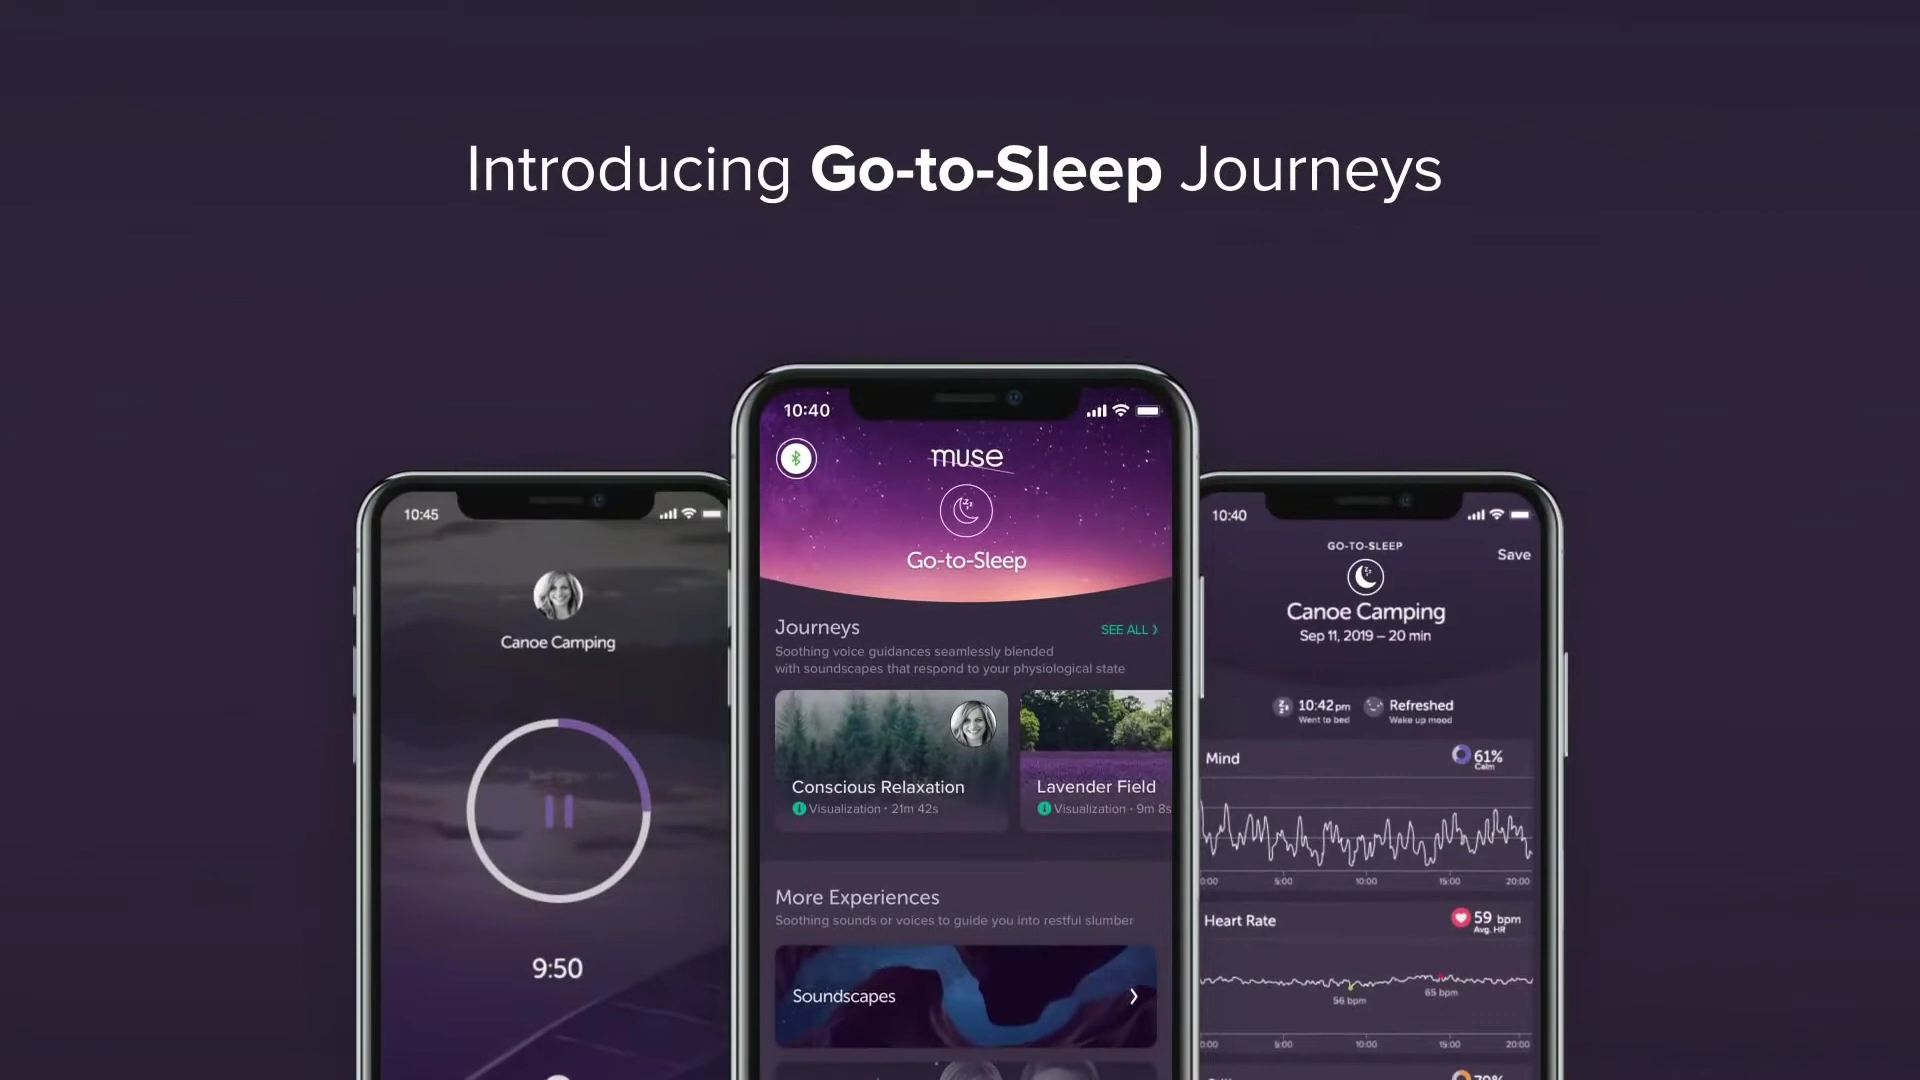 Introducing Go-to-Sleep Journeys
10:45
Canoe Camping
9:50
10:40
muse
Go-to-Sleep
Journeys
SEE ALL
Soothing voice guidances seamlessly blended
with soundscapes that respond to your physiological state
Conscious Relaxation
Visualization • 21m 42s
Lavender Field
Visualization • 9m 8s
More Experiences
Soothing sounds or voices to guide you into restful slumber
Soundscapes
10:40
GO-TO-SLEEP
Save
Canoe Camping
Sep 11, 2019 – 20 min
10:42pm
Went to bed
Refreshed
Wake up mood
Mind
61%
Calm
0:00 5:00 10:00 15:00 20:00
Heart Rate
59 bpm
Avg. HR
56 bpm
65 bpm
0:00 5:00 10:00 15:00 20:00